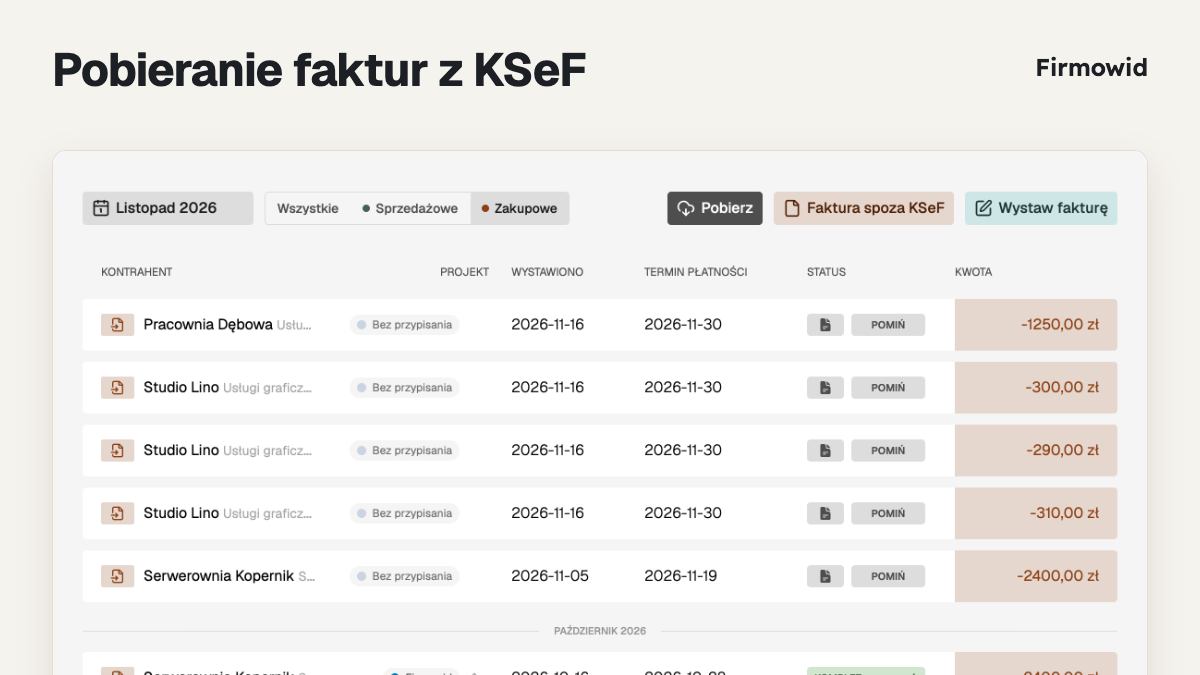 Pobieranie faktur z KSeF
Firmowid
Listopad 2026
Wszystkie Sprzedażowe Zakupowe
Pobierz
Faktura spoza KSeF
Wystaw fakturę
KONTRAHENT PROJEKT WYSTAWIONO TERMIN PŁATNOŚCI STATUS KWOTA
Pracownia Dębowa Usłu... Bez przypisania 2026-11-16 2026-11-30 POMIŃ -1250,00 zł
Studio Lino Usługi graficz... Bez przypisania 2026-11-16 2026-11-30 POMIŃ -300,00 zł
Studio Lino Usługi graficz... Bez przypisania 2026-11-16 2026-11-30 POMIŃ -290,00 zł
Studio Lino Usługi graficz... Bez przypisania 2026-11-16 2026-11-30 POMIŃ -310,00 zł
Serwerownia Kopernik S... Bez przypisania 2026-11-05 2026-11-19 POMIŃ -2400,00 zł
PAŹDZIERNIK 2026
Serwerownia Kopernik